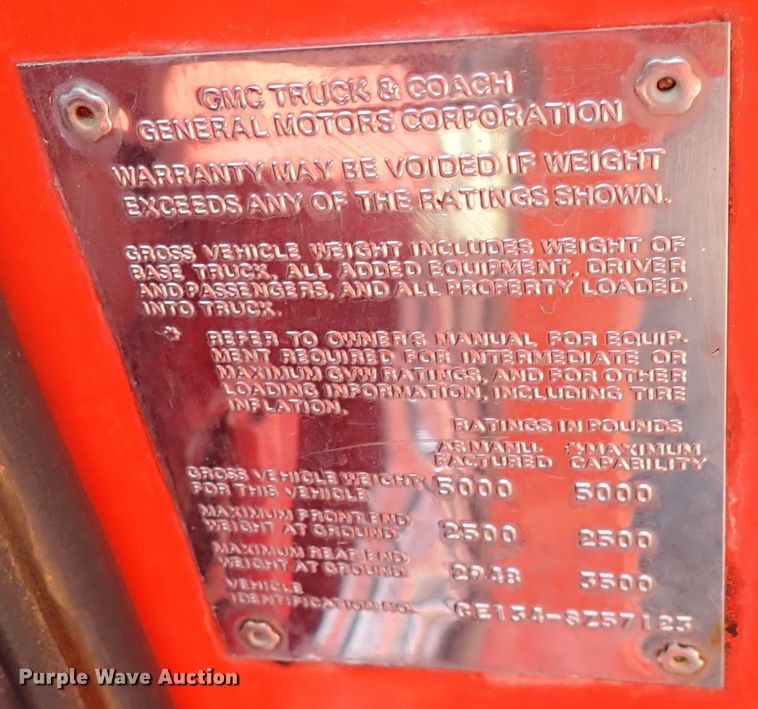 GMC TRUCK & COACH
GENERAL MOTORS CORPORATION
WARRANTY MAY BE VOIDED IF WEIGHT
EXCEEDS ANY OF THE RATINGS SHOWN.
GROSS VEHICLE WEIGHT INCLUDES WEIGHT OF
BASE TRUCK, ALL ADDED EQUIPMENT, DRIVER
AND PASSENGERS, AND ALL PROPERTY LOADED
INTO TRUCK.
* REFER TO OWNER'S MANUAL FOR EQUIP-
MENT REQUIRED FOR INTERMEDIATE OR
MAXIMUM GVW RATINGS, AND FOR OTHER
LOADING INFORMATION, INCLUDING TIRE
INFLATION.
RATINGS IN POUNDS
AS MANU- *MAXIMUM
FACTURED CAPABILITY
GROSS VEHICLE WEIGHT
FOR THIS VEHICLE 5000 5000
MAXIMUM FRONT END
WEIGHT AT GROUND 2500 2500
MAXIMUM REAR END
WEIGHT AT GROUND 2948 3500
VEHICLE
IDENTIFICATION NO. CE134-SZ57123
Purple Wave Auction